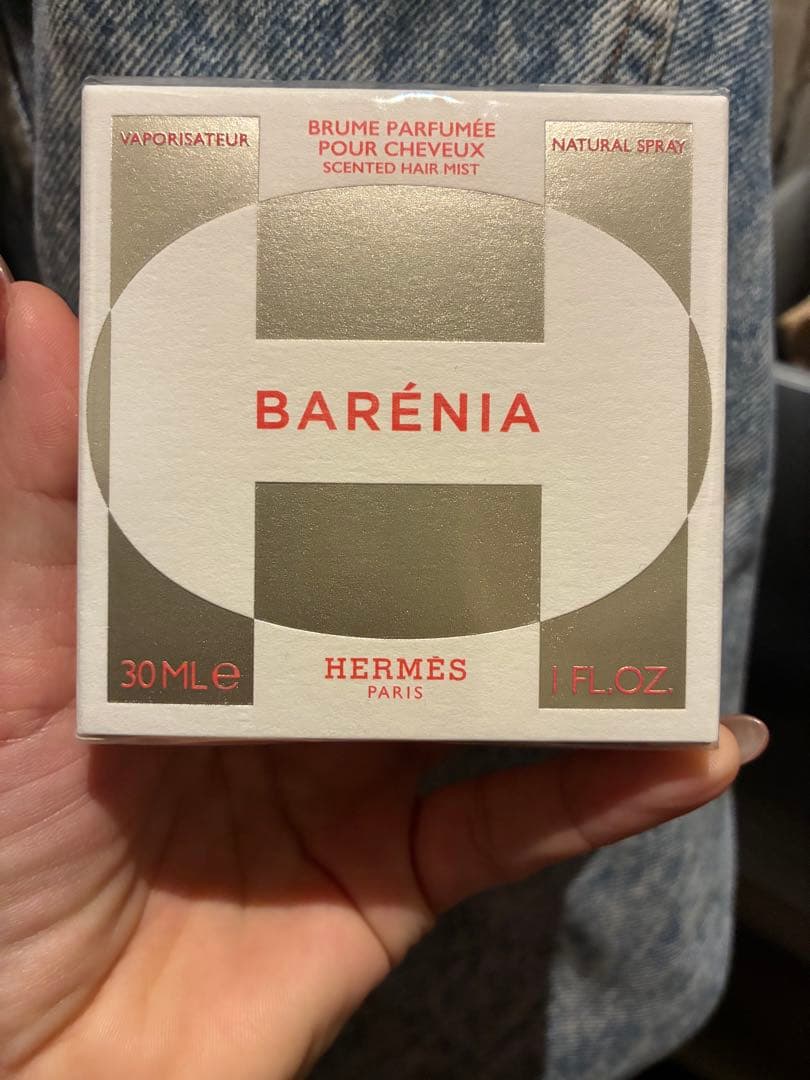 VAPORISATEUR
BRUME PARFUMÉE
POUR CHEVEUX
SCENTED HAIR MIST
NATURAL SPRAY
BARÉNIA
30 ML ℮
HERMÈS
PARIS
1 FL.OZ.